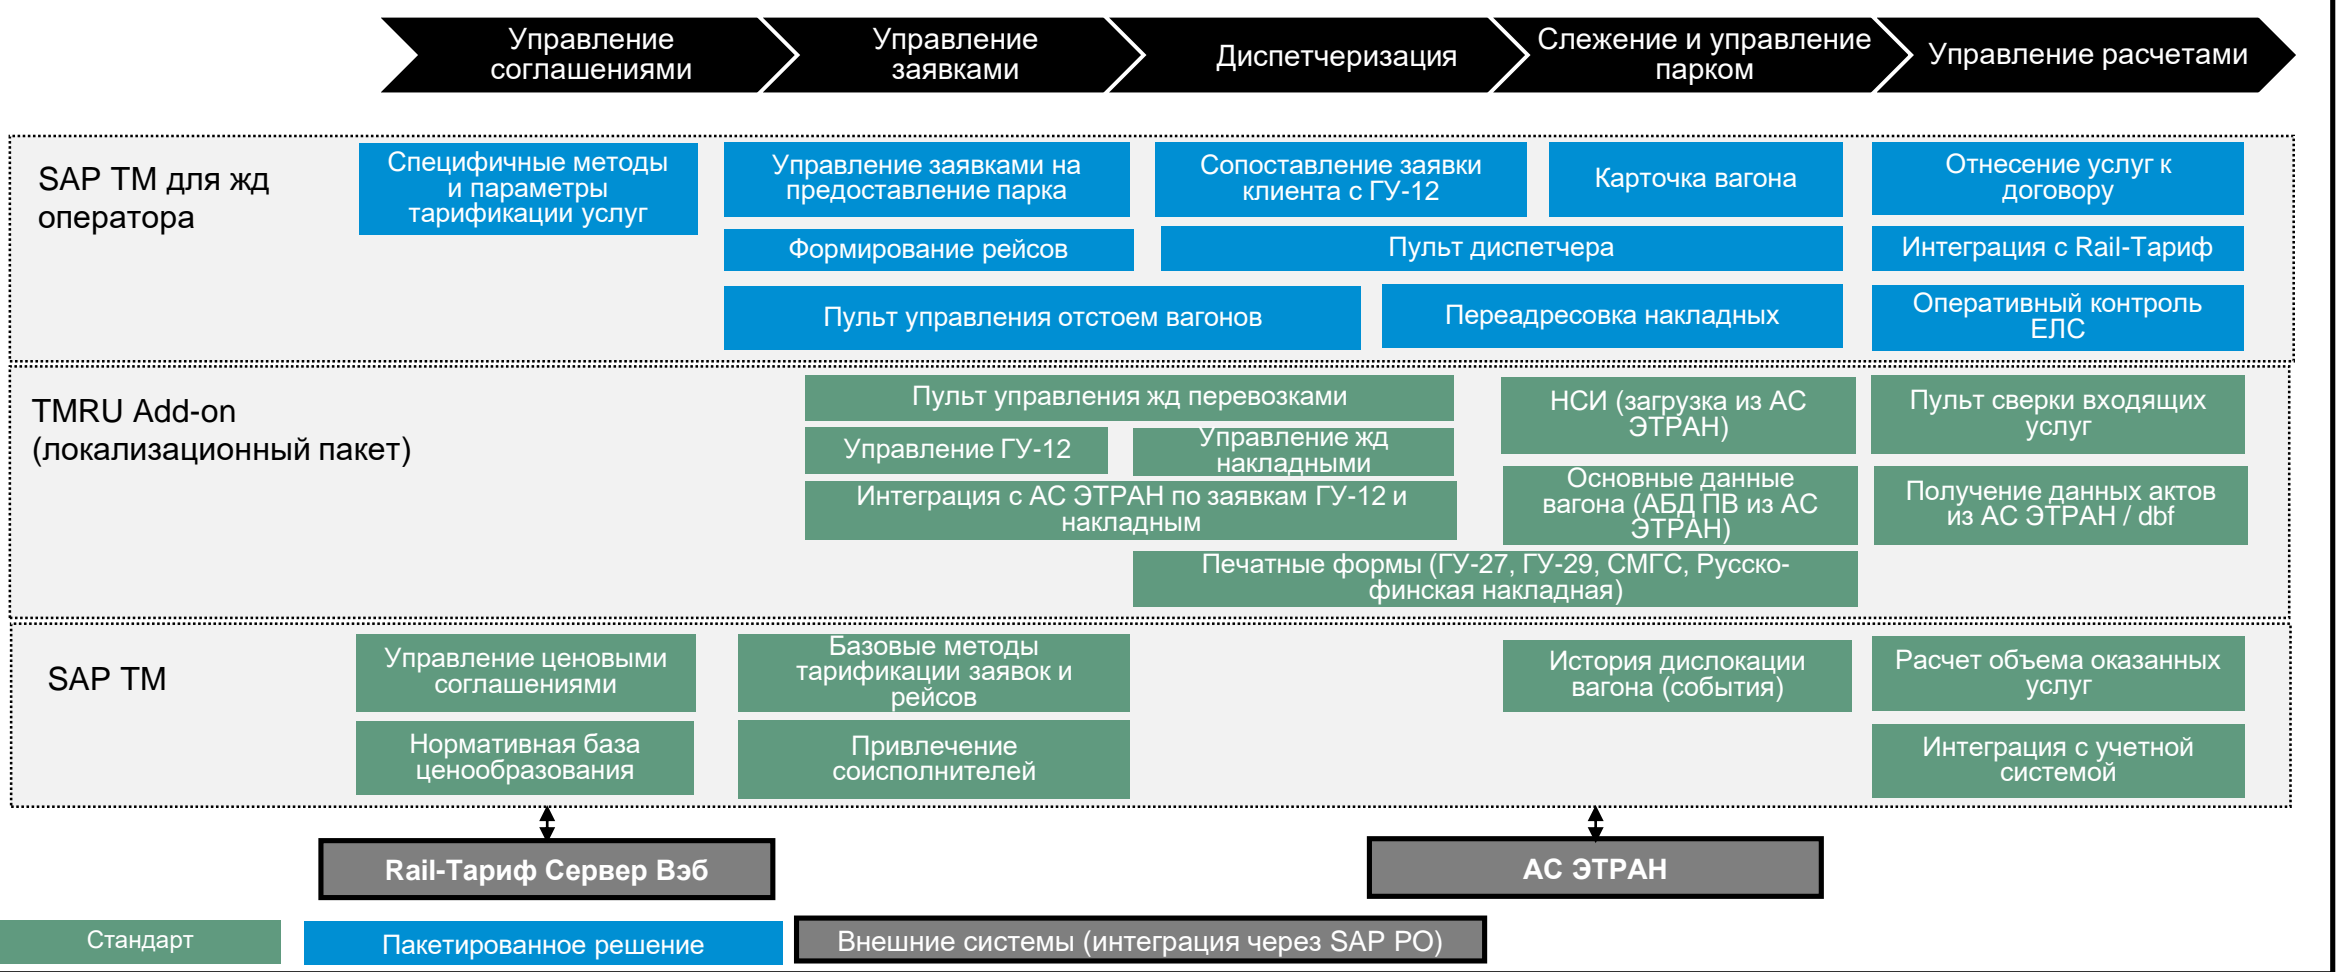 Управление
соглашениями
Управление
заявками
Диспетчеризация
Слежение и управление
парком
Управление расчетами
SAP TM для жд
оператора
Специфичные методы
и параметры
тарификации услуг
Управление заявками на
предоставление парка
Сопоставление заявки
клиента с ГУ-12
Карточка вагона
Отнесение услуг к
договору
Формирование рейсов
Пульт диспетчера
Интеграция с Rail-Тариф
Пульт управления отстоем вагонов
Переадресовка накладных
Оперативный контроль
ЕЛС
TMRU Add-on
(локализационный пакет)
Пульт управления жд перевозками
НСИ (загрузка из АС
ЭТРАН)
Пульт сверки входящих
услуг
Управление ГУ-12
Управление жд
накладными
Интеграция с АС ЭТРАН по заявкам ГУ-12 и
накладным
Основные данные
вагона (АБД ПВ из АС
ЭТРАН)
Получение данных актов
из АС ЭТРАН / dbf
Печатные формы (ГУ-27, ГУ-29, СМГС, Русско-
финская накладная)
SAP TM
Управление ценовыми
соглашениями
Базовые методы
тарификации заявок и
рейсов
История дислокации
вагона (события)
Расчет объема оказанных
услуг
Нормативная база
ценообразования
Привлечение
соисполнителей
Интеграция с учетной
системой
Rail-Тариф Сервер Вэб
АС ЭТРАН
Стандарт
Пакетированное решение
Внешние системы (интеграция через SAP PO)